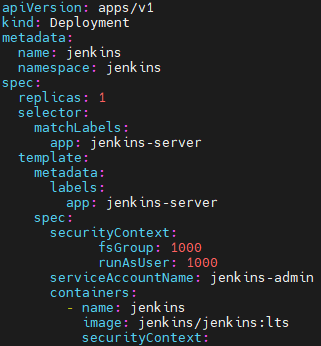 apiVersion: apps/v1
kind: Deployment
metadata:
  name: jenkins
  namespace: jenkins
spec:
  replicas: 1
  selector:
    matchLabels:
      app: jenkins-server
  template:
    metadata:
      labels:
        app: jenkins-server
    spec:
      securityContext:
            fsGroup: 1000
            runAsUser: 1000
      serviceAccountName: jenkins-admin
      containers:
        - name: jenkins
          image: jenkins/jenkins:lts
          securityContext: